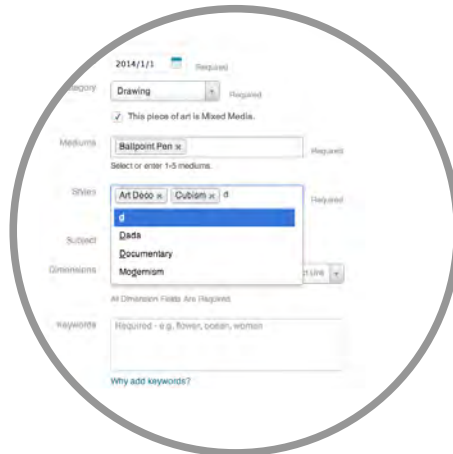 2014/1/1 Required
Category Drawing Required
✓ This piece of art is Mixed Media.
Mediums Ballpoint Pen × Required
Select or enter 1-5 mediums.
Styles Art Deco × Cubism × d Required
d
Dada
Subject
Documentary
Dimensions Modernism
All Dimension Fields Are Required
Keywords Required - e.g. flower, ocean, woman
Why add keywords?